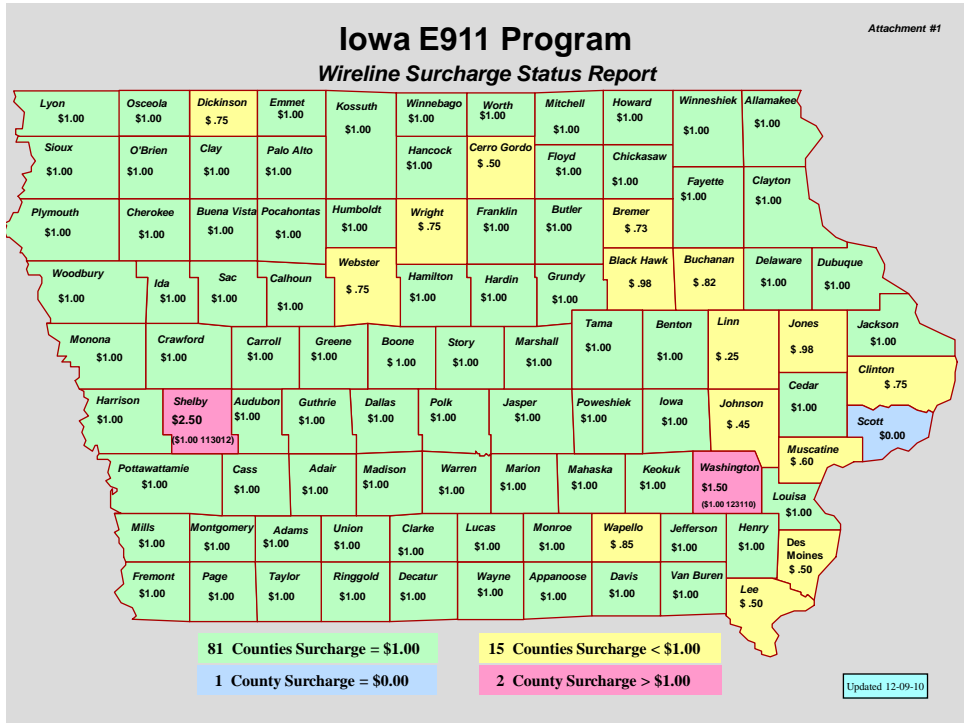 Iowa E911 Program
Attachment #1
Wireline Surcharge Status Report
Lyon
$1.00
Osceola
$1.00
Dickinson
$ .75
Emmet
$1.00
Kossuth
$1.00
Winnebago
$1.00
Worth
$1.00
Mitchell
$1.00
Howard
$1.00
Winneshiek
$1.00
Allamakee
$1.00
Sioux
$1.00
O'Brien
$1.00
Clay
$1.00
Palo Alto
$1.00
Hancock
$1.00
Cerro Gordo
$ .50
Floyd
$1.00
Chickasaw
$1.00
Fayette
$1.00
Clayton
$1.00
Plymouth
$1.00
Cherokee
$1.00
Buena Vista
$1.00
Pocahontas
$1.00
Humboldt
$1.00
Wright
$ .75
Franklin
$1.00
Butler
$1.00
Bremer
$ .73
Woodbury
$1.00
Ida
$1.00
Sac
$1.00
Calhoun
$1.00
Webster
$ .75
Hamilton
$1.00
Hardin
$1.00
Grundy
$1.00
Black Hawk
$ .98
Buchanan
$ .82
Delaware
$1.00
Dubuque
$1.00
Monona
$1.00
Crawford
$1.00
Carroll
$1.00
Greene
$1.00
Boone
$ 1.00
Story
$1.00
Marshall
$1.00
Tama
$1.00
Benton
$1.00
Linn
$ .25
Jones
$ .98
Jackson
$1.00
Clinton
$ .75
Harrison
$1.00
Shelby
$2.50
($1.00 113012)
Audubon
$1.00
Guthrie
$1.00
Dallas
$1.00
Polk
$1.00
Jasper
$1.00
Poweshiek
$1.00
Iowa
$1.00
Johnson
$ .45
Cedar
$1.00
Scott
$0.00
Muscatine
$ .60
Pottawattamie
$1.00
Cass
$1.00
Adair
$1.00
Madison
$1.00
Warren
$1.00
Marion
$1.00
Mahaska
$1.00
Keokuk
$1.00
Washington
$1.50
($1.00 123110)
Louisa
$1.00
Mills
$1.00
Montgomery
$1.00
Adams
$1.00
Union
$1.00
Clarke
$1.00
Lucas
$1.00
Monroe
$1.00
Wapello
$ .85
Jefferson
$1.00
Henry
$1.00
Des
Moines
$ .50
Fremont
$1.00
Page
$1.00
Taylor
$1.00
Ringgold
$1.00
Decatur
$1.00
Wayne
$1.00
Appanoose
$1.00
Davis
$1.00
Van Buren
$1.00
Lee
$ .50
81 Counties Surcharge = $1.00
15 Counties Surcharge < $1.00
1 County Surcharge = $0.00
2 County Surcharge > $1.00
Updated 12-09-10